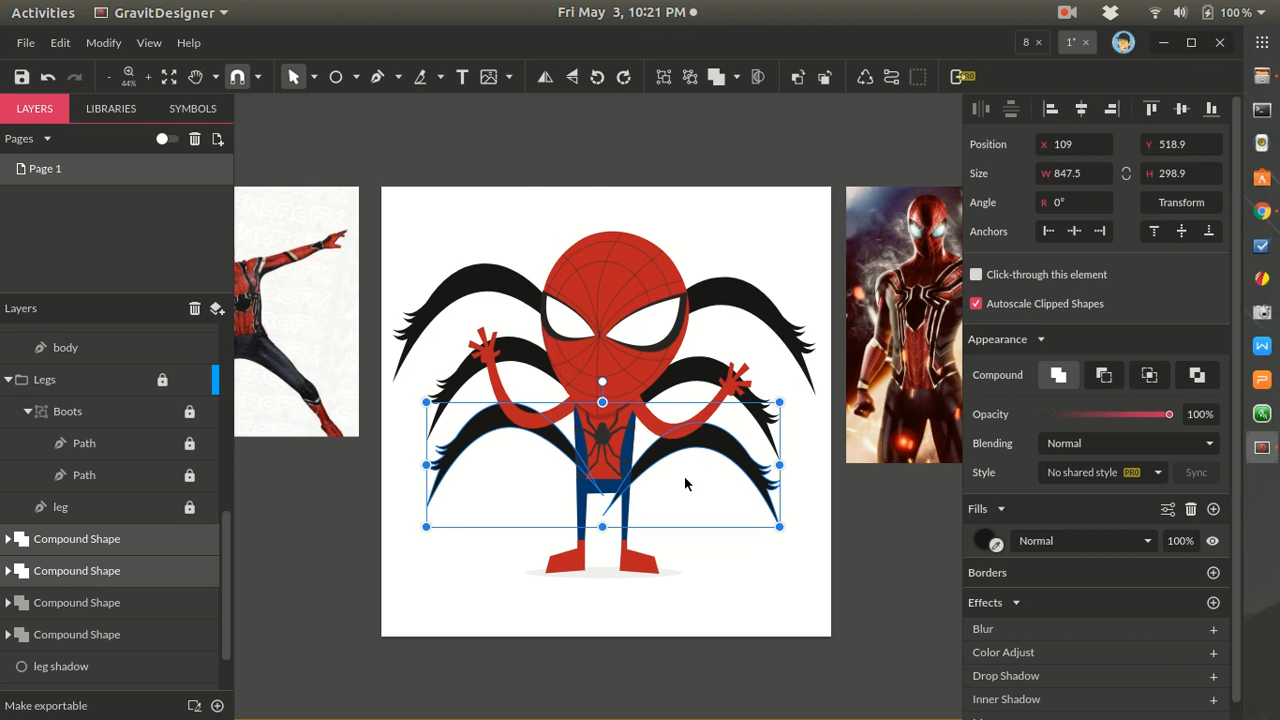 Activities GravitDesigner Fri May 3, 10:21 PM 100 %
File Edit Modify View Help 8 × 1* ×
- 44% + T PRO
LAYERS LIBRARIES SYMBOLS
Pages
Page 1
Layers
body
Legs
Boots
Path
Path
leg
Compound Shape
Compound Shape
Compound Shape
Compound Shape
leg shadow
Make exportable
Position X 109 Y 518.9
Size W 847.5 H 298.9
Angle R 0° Transform
Anchors
Click-through this element
Autoscale Clipped Shapes
Appearance
Compound
Opacity 100%
Blending Normal
Style No shared style PRO Sync
Fills
Normal 100%
Borders
Effects
Blur +
Color Adjust +
Drop Shadow +
Inner Shadow +